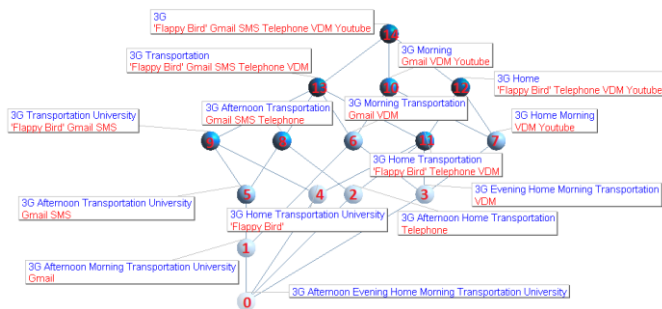 3G
'Flappy Bird' Gmail SMS Telephone VDM Youtube
14
3G Transportation
'Flappy Bird' Gmail SMS Telephone VDM
3G Morning
Gmail VDM Youtube
13
10
12
3G Home
'Flappy Bird' Telephone VDM Youtube
3G Transportation University
'Flappy Bird' Gmail SMS
3G Afternoon Transportation
Gmail SMS Telephone
3G Morning Transportation
Gmail VDM
3G Home Morning
VDM Youtube
9
8
6
11
7
3G Home Transportation
'Flappy Bird' Telephone VDM
3G Afternoon Transportation University
Gmail SMS
5
4
2
3
3G Evening Home Morning Transportation
VDM
3G Home Transportation University
'Flappy Bird'
3G Afternoon Home Transportation
Telephone
1
3G Afternoon Morning Transportation University
Gmail
0
3G Afternoon Evening Home Morning Transportation University